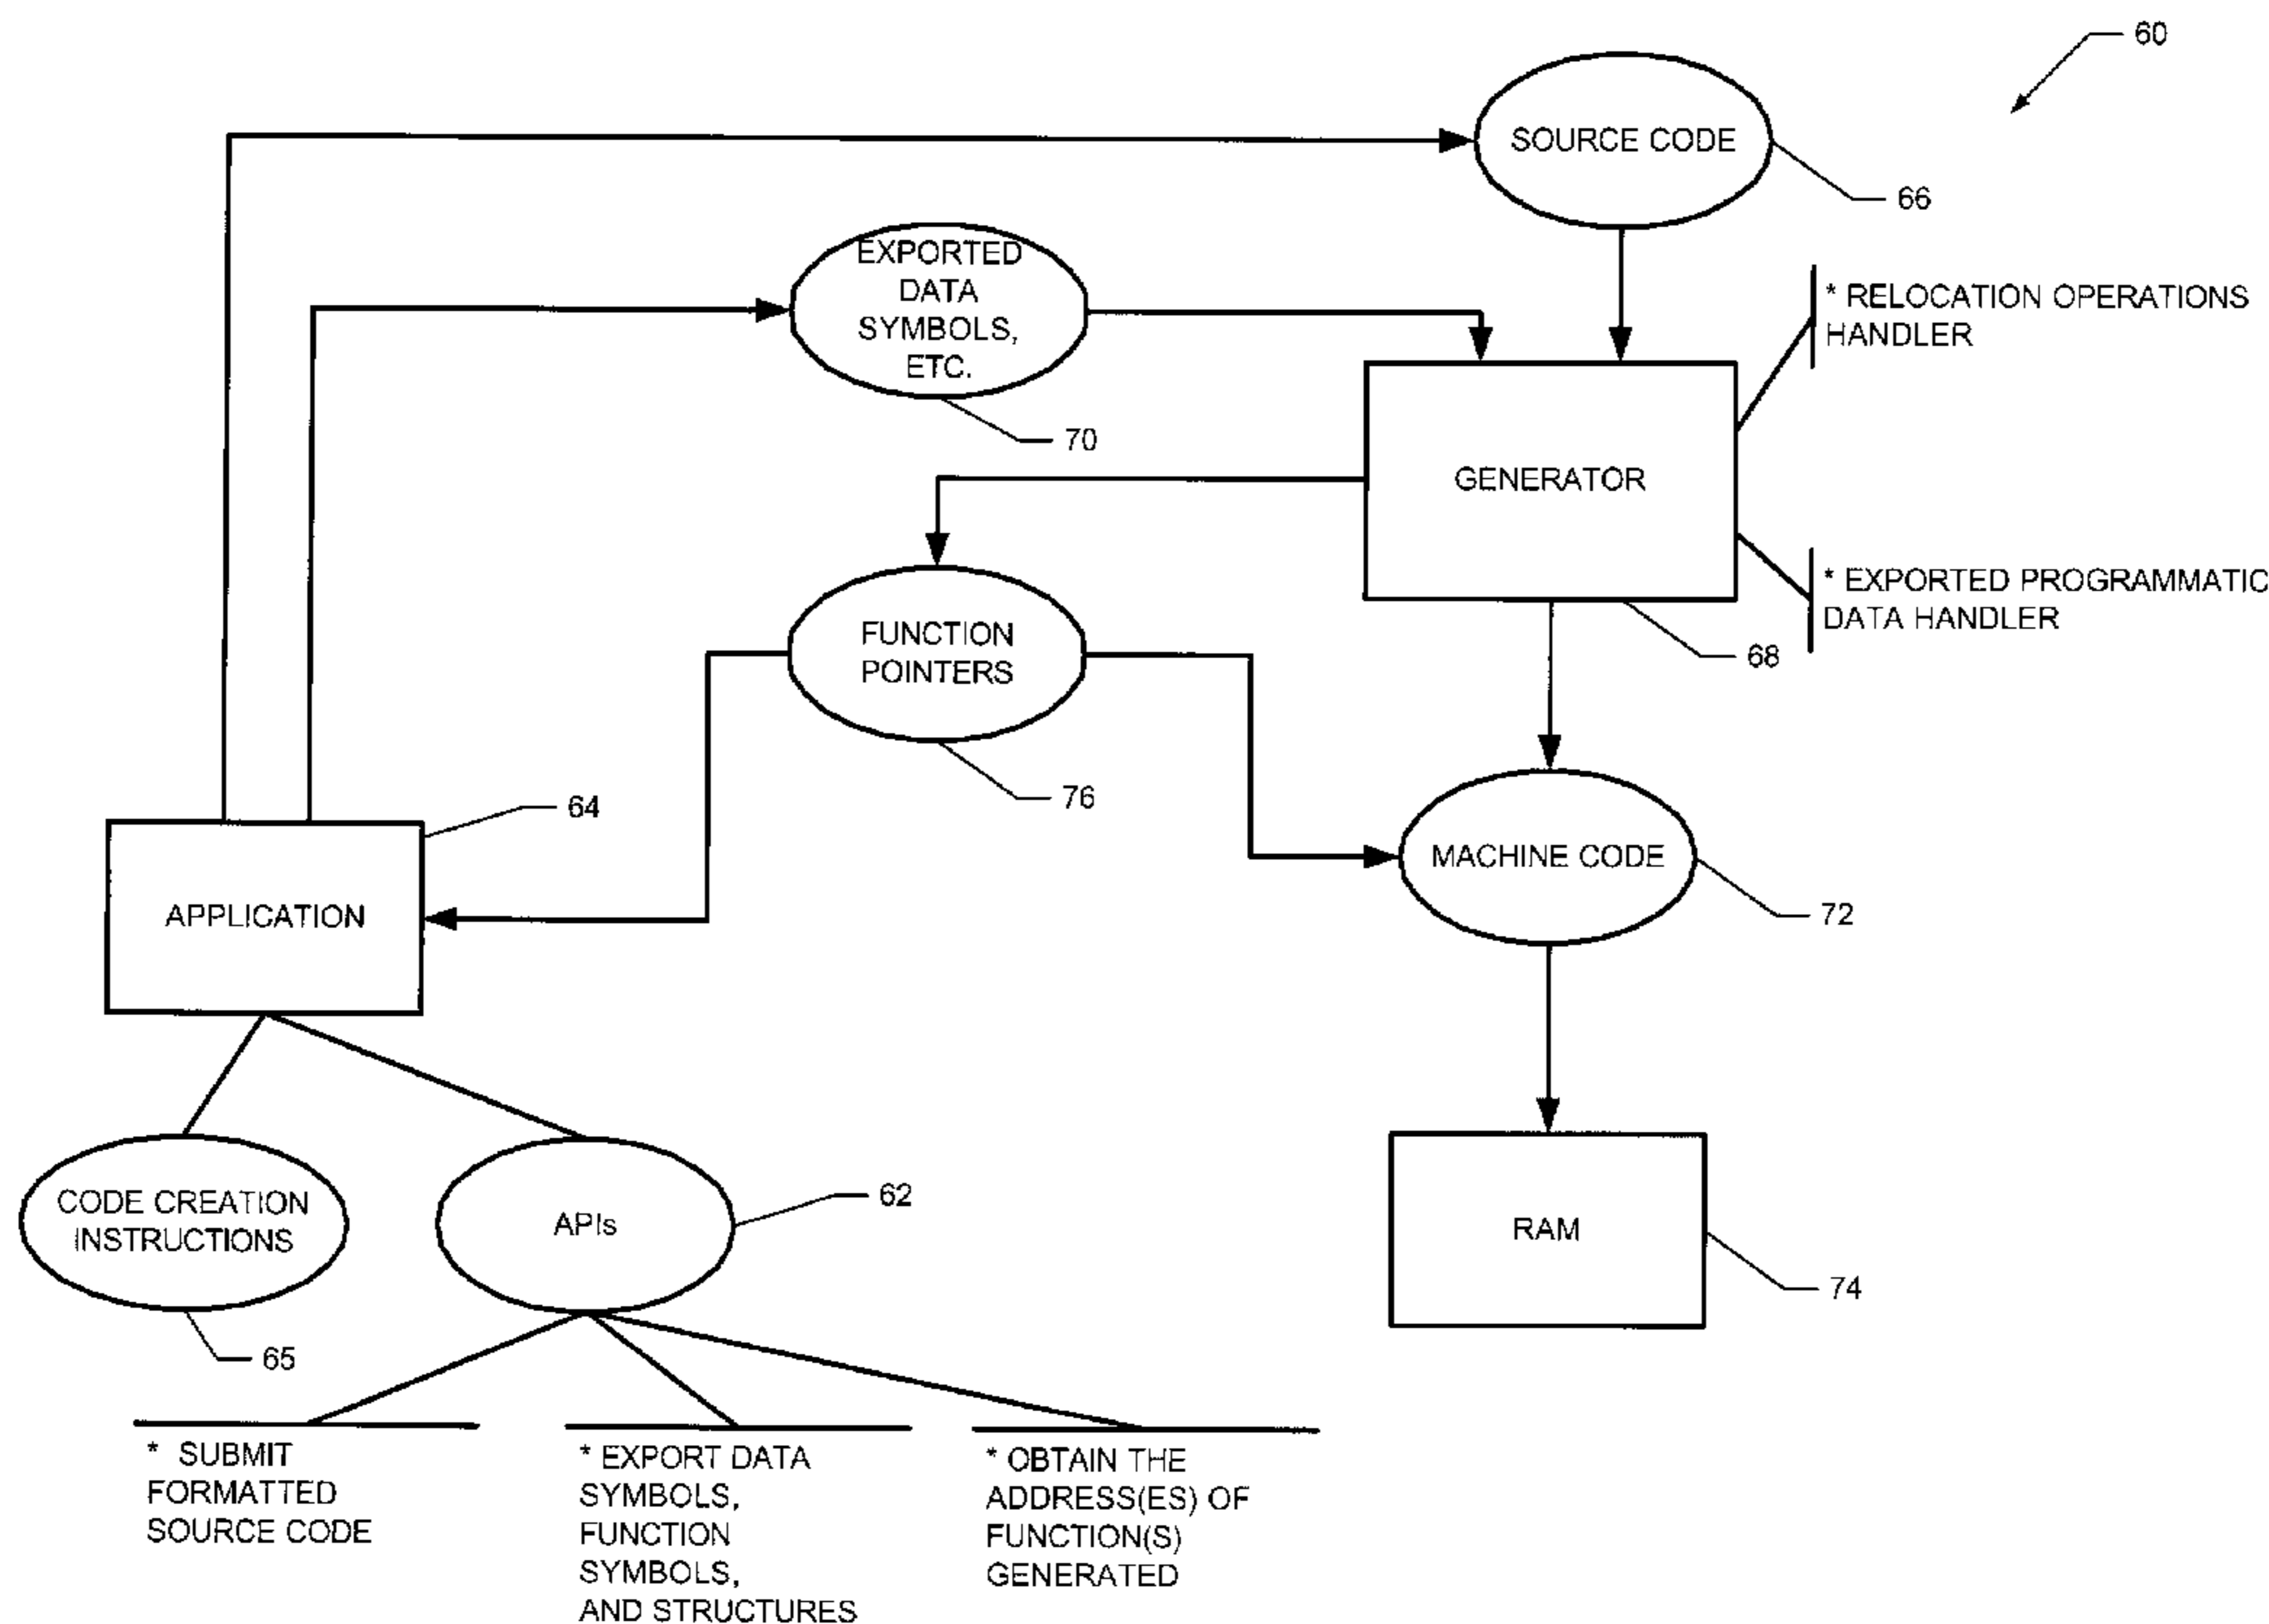 60
SOURCE CODE
66
EXPORTED
DATA
SYMBOLS,
ETC.
70
* RELOCATION OPERATIONS
HANDLER
GENERATOR
* EXPORTED PROGRAMMATIC
DATA HANDLER
68
FUNCTION
POINTERS
76
64
APPLICATION
MACHINE CODE
72
CODE CREATION
INSTRUCTIONS
65
APIs
62
RAM
74
* SUBMIT
FORMATTED
SOURCE CODE
* EXPORT DATA
SYMBOLS,
FUNCTION
SYMBOLS,
AND STRUCTURES
* OBTAIN THE
ADDRESS(ES) OF
FUNCTION(S)
GENERATED